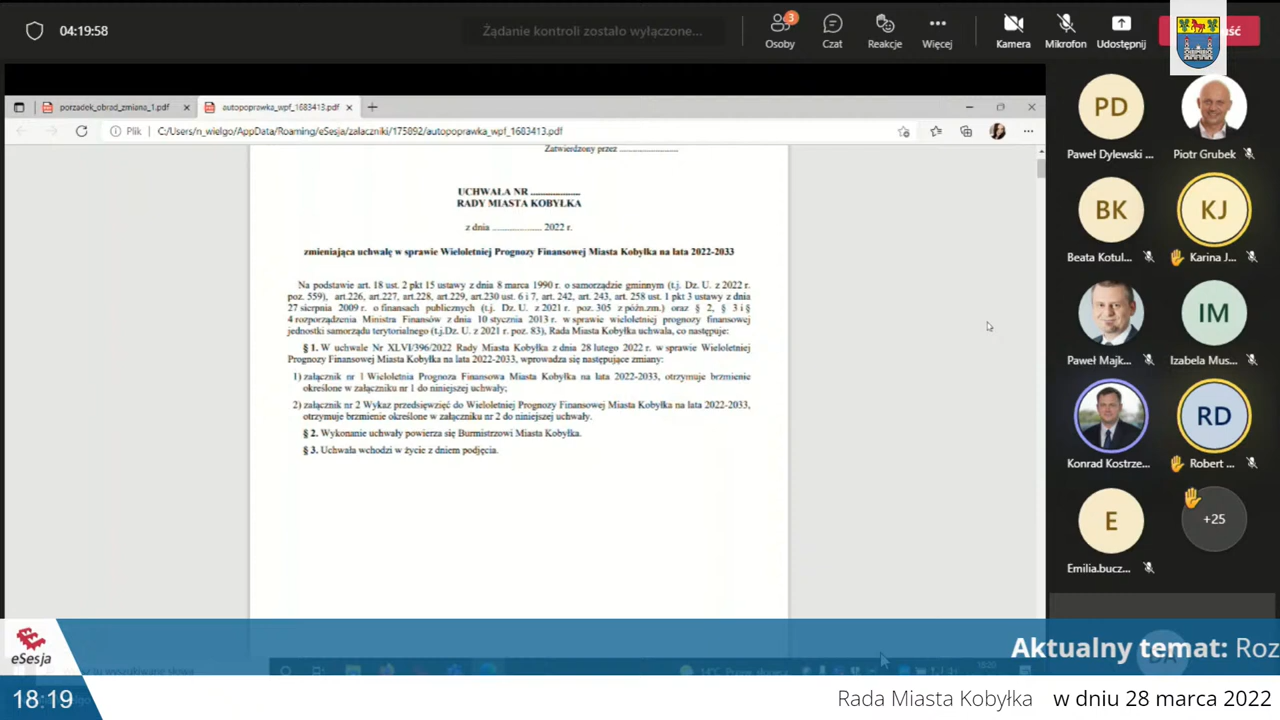 04:19:58
Żądanie kontroli zostało wyłączone...
3
Osoby
Czat
Reakcje
Więcej
Kamera
Mikrofon
Udostępnij
porzadek_obrad_zmiana_1.pdf
autopoprawka_wpf_1683413.pdf
Plik
C:/Users/n_wielgo/AppData/Roaming/eSesja/zalaczniki/175892/autopoprawka_wpf_1683413.pdf
Zatwierdzony przez
UCHWAŁA NR
RADY MIASTA KOBYŁKA
z dnia 2022 r.
zmieniająca uchwałę w sprawie Wieloletniej Prognozy Finansowej Miasta Kobyłka na lata 2022-2033
Na podstawie art. 18 ust. 2 pkt 15 ustawy z dnia 8 marca 1990 r. o samorządzie gminnym (t.j. Dz. U. z 2022 r.
poz. 559), art.226, art.227, art.228, art.229, art.230 ust. 6 i 7, art. 242, art. 243, art. 258 ust. 1 pkt 3 ustawy z dnia
27 sierpnia 2009 r. o finansach publicznych (t.j. Dz. U. z 2021 r. poz. 305 z późn.zm.) oraz § 2, § 3 i §
4 rozporządzenia Ministra Finansów z dnia 10 stycznia 2013 r. w sprawie wieloletniej prognozy finansowej
jednostki samorządu terytorialnego (t.j.Dz. U. z 2021 r. poz. 83), Rada Miasta Kobyłka uchwala, co następuje:
§ 1. W uchwale Nr XLVI/396/2022 Rady Miasta Kobyłka z dnia 28 lutego 2022 r. w sprawie Wieloletniej
Prognozy Finansowej Miasta Kobyłka na lata 2022-2033, wprowadza się następujące zmiany:
1) załącznik nr 1 Wieloletnia Prognoza Finansowa Miasta Kobyłka na lata 2022-2033, otrzymuje brzmienie
określone w załączniku nr 1 do niniejszej uchwały;
2) załącznik nr 2 Wykaz przedsięwzięć do Wieloletniej Prognozy Finansowej Miasta Kobyłka na lata 2022-2033,
otrzymuje brzmienie określone w załączniku nr 2 do niniejszej uchwały.
§ 2. Wykonanie uchwały powierza się Burmistrzowi Miasta Kobyłka.
§ 3. Uchwała wchodzi w życie z dniem podjęcia.
PD
Paweł Dylewski ...
Piotr Grubek
BK
Beata Kotul...
KJ
Karina J...
Paweł Majk...
IM
Izabela Mus...
Konrad Kostrze...
RD
Robert ...
E
Emilia.bucz...
+25
eSesja
Aktualny temat: Roz
18:19
Rada Miasta Kobyłka w dniu 28 marca 2022